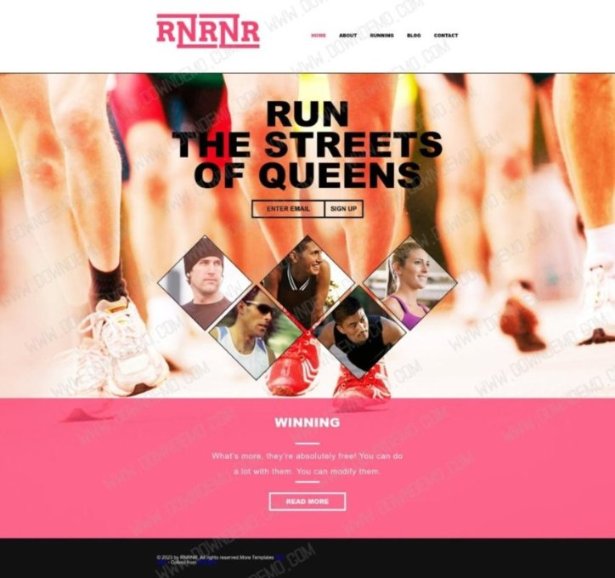 RNRNR
HOME ABOUT RUNNING BLOG CONTACT
RUN
THE STREETS
OF QUEENS
ENTER EMAIL SIGN UP
WINNING
What's more, they're absolutely free! You can do
a lot with them. You can modify them.
READ MORE
© 2023 by RNRNR. All rights reserved.More Templates
- Collect from
WWW.DOWNDEMO.COM